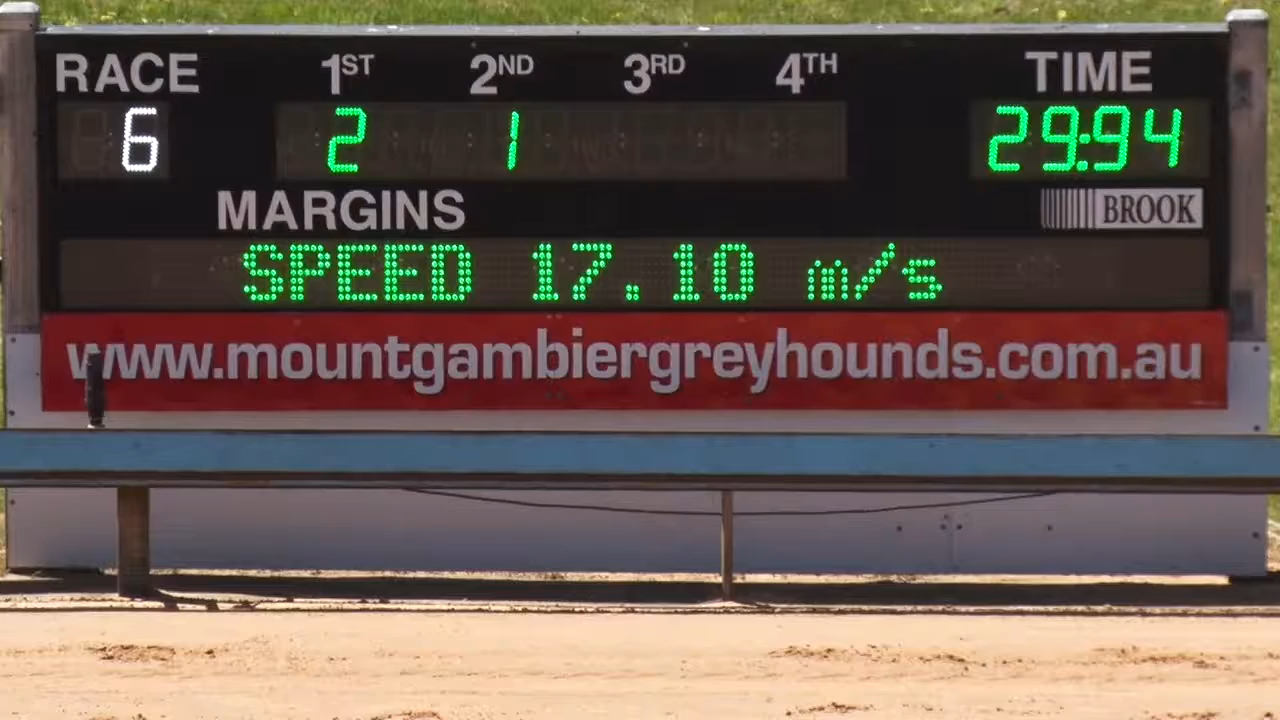 RACE 1ST 2ND 3RD 4TH TIME
6 2 1 29:94
MARGINS BROOK
SPEED 17.10 m/s
www.mountgambiergreyhounds.com.au